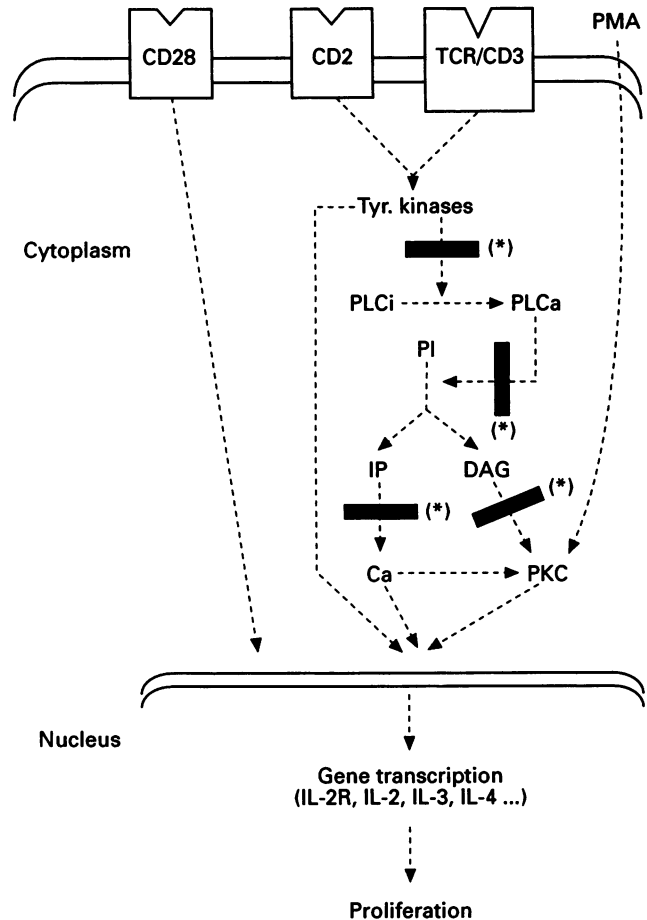 PMA
CD28
CD2
TCR/CD3
Tyr. kinases
Cytoplasm
(*)
PLCi
PLCa
PI
(*)
IP
DAG
(*)
(*)
Ca
PKC
Nucleus
Gene transcription
(IL-2R, IL-2, IL-3, IL-4 ...)
Proliferation